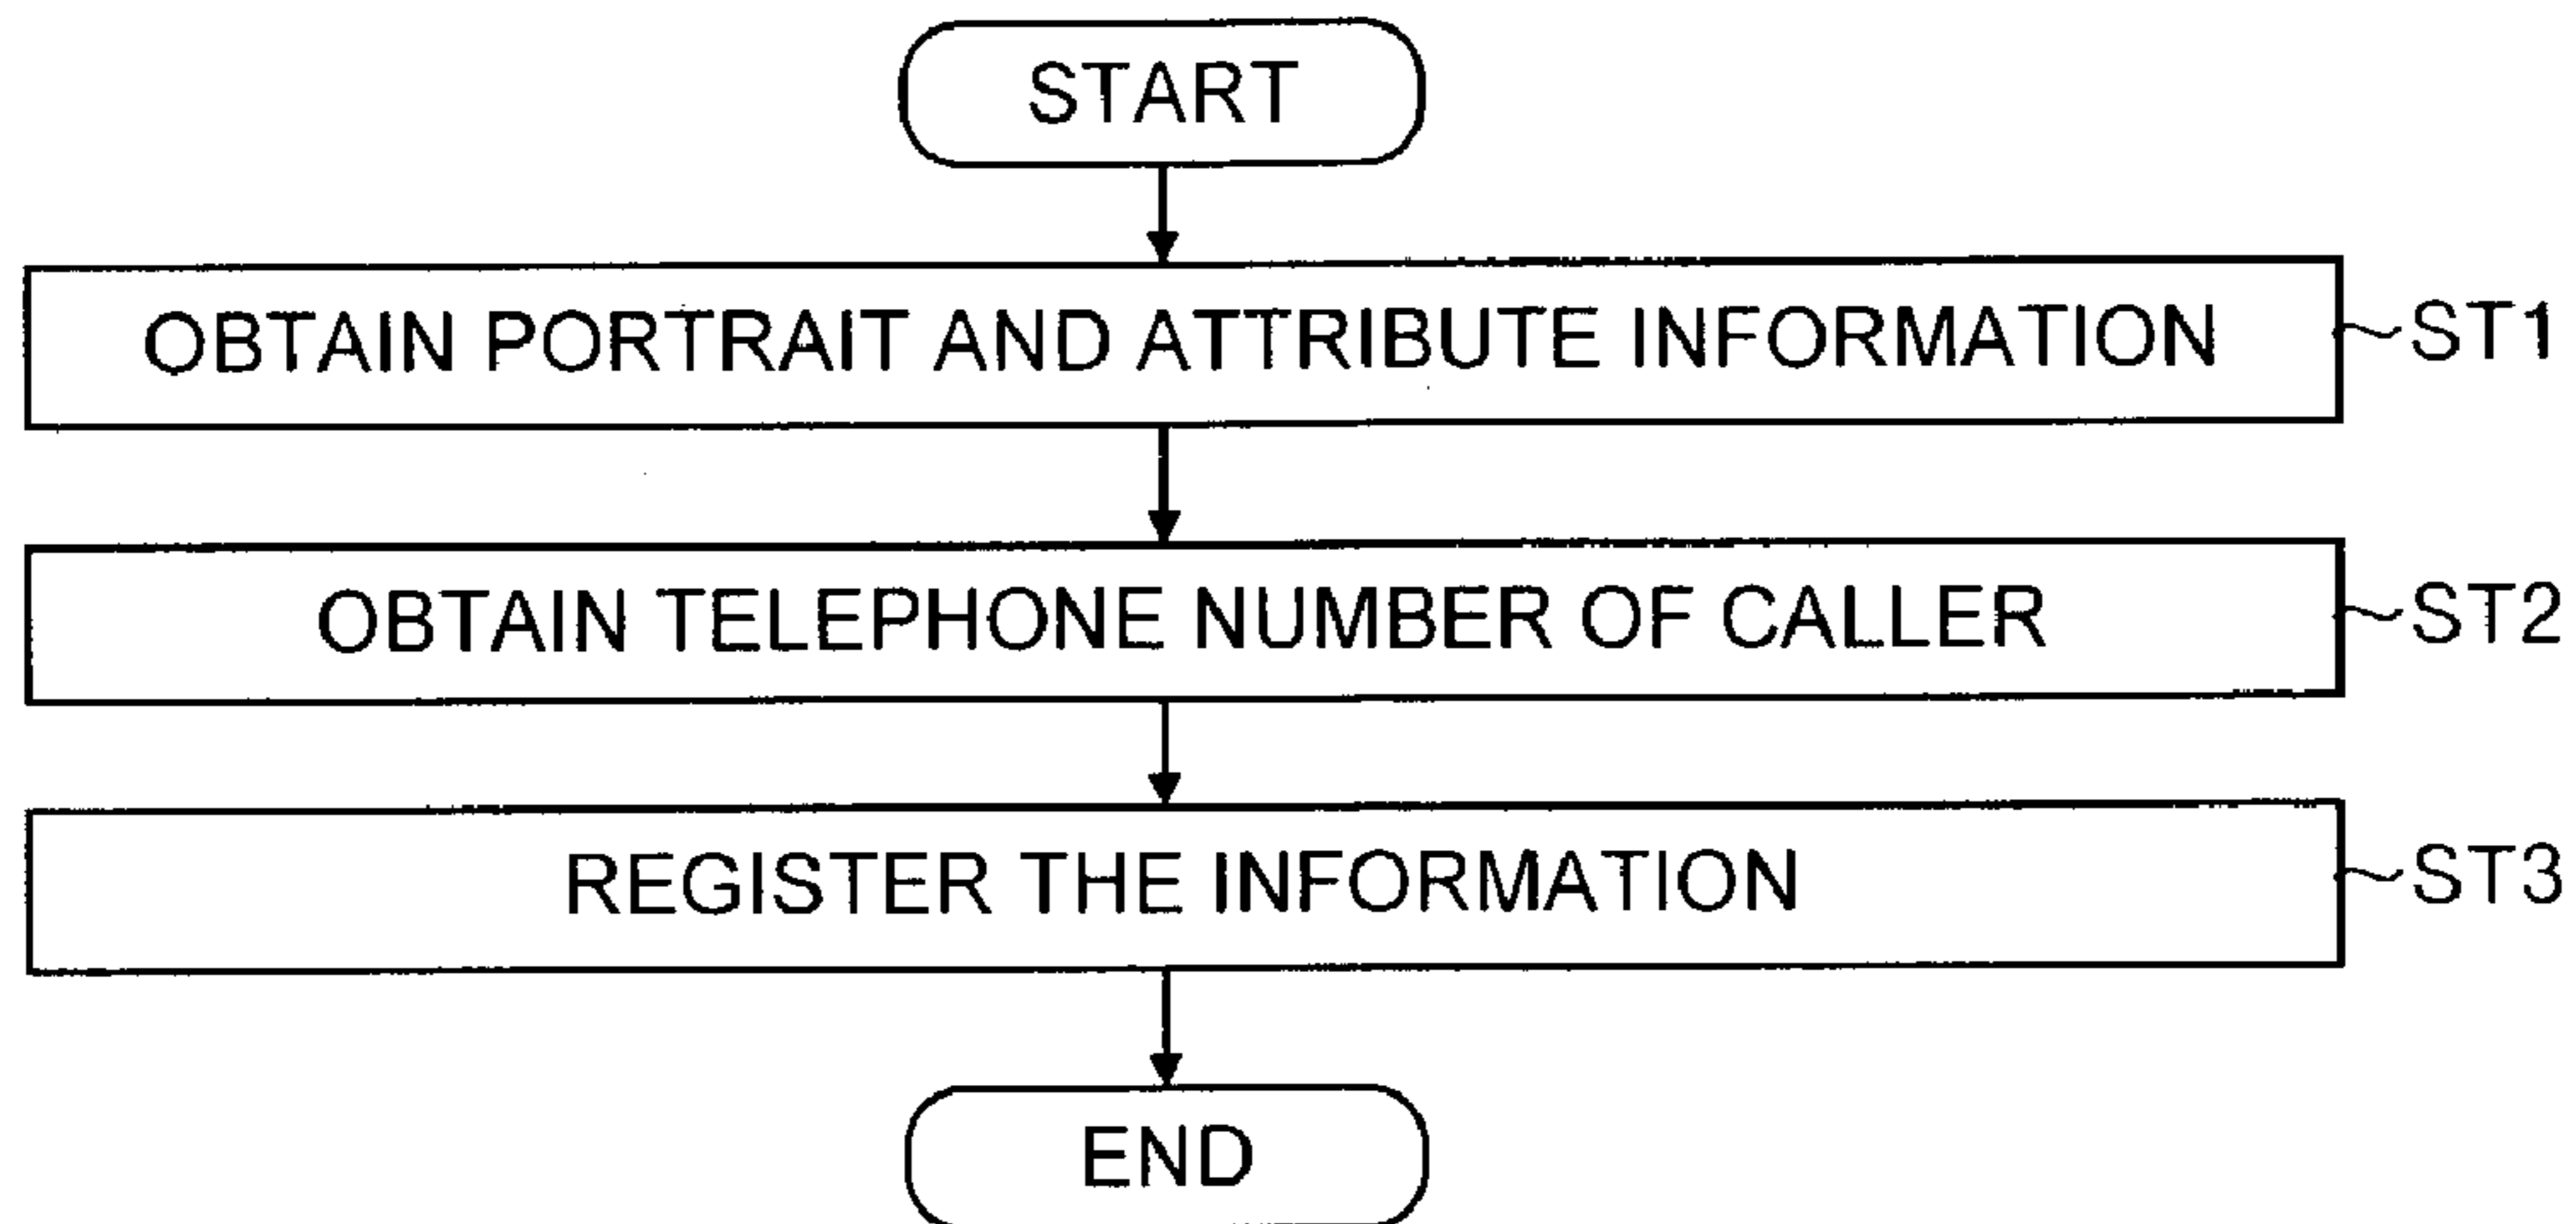 START
OBTAIN PORTRAIT AND ATTRIBUTE INFORMATION
ST1
OBTAIN TELEPHONE NUMBER OF CALLER
ST2
REGISTER THE INFORMATION
ST3
END